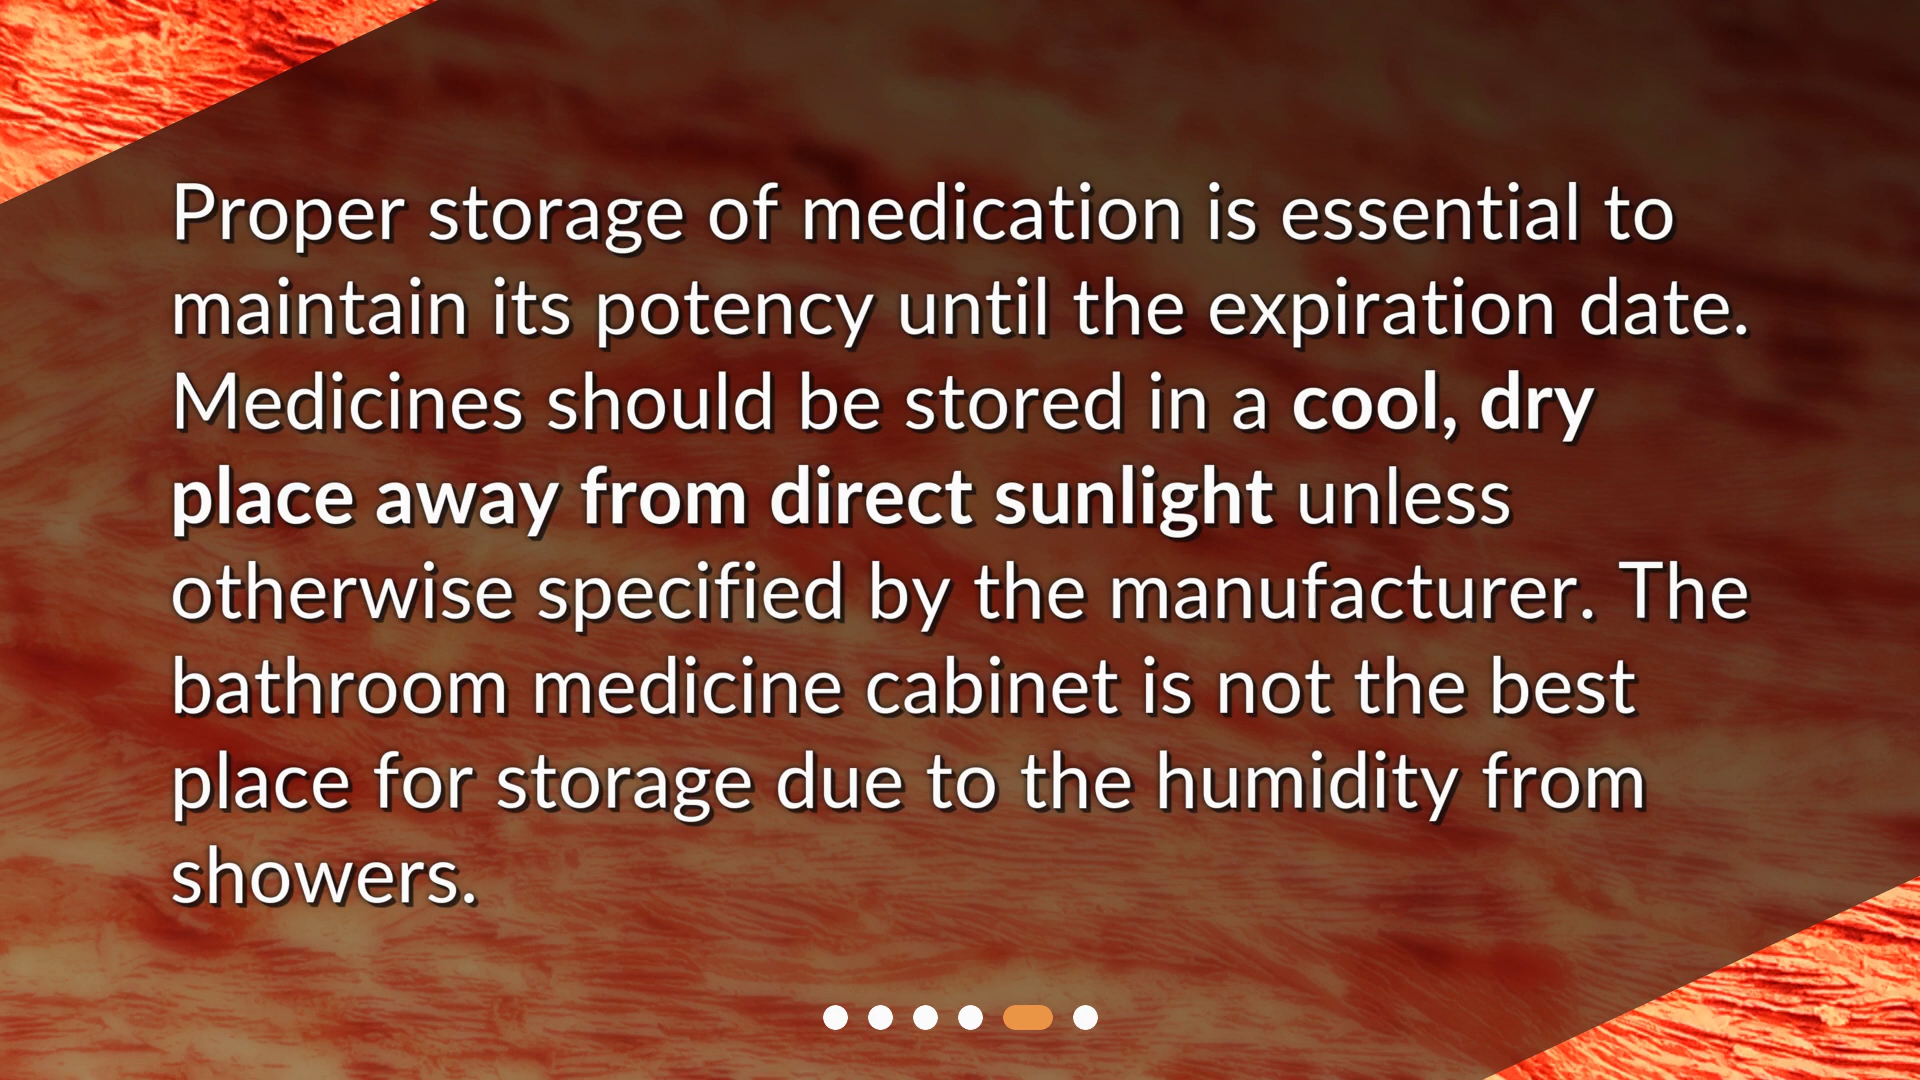 Proper storage of medication is essential to
maintain its potency until the expiration date.
Medicines should be stored in a cool, dry
place away from direct sunlight unless
otherwise specified by the manufacturer. The
bathroom medicine cabinet is not the best
place for storage due to the humidity from
showers.